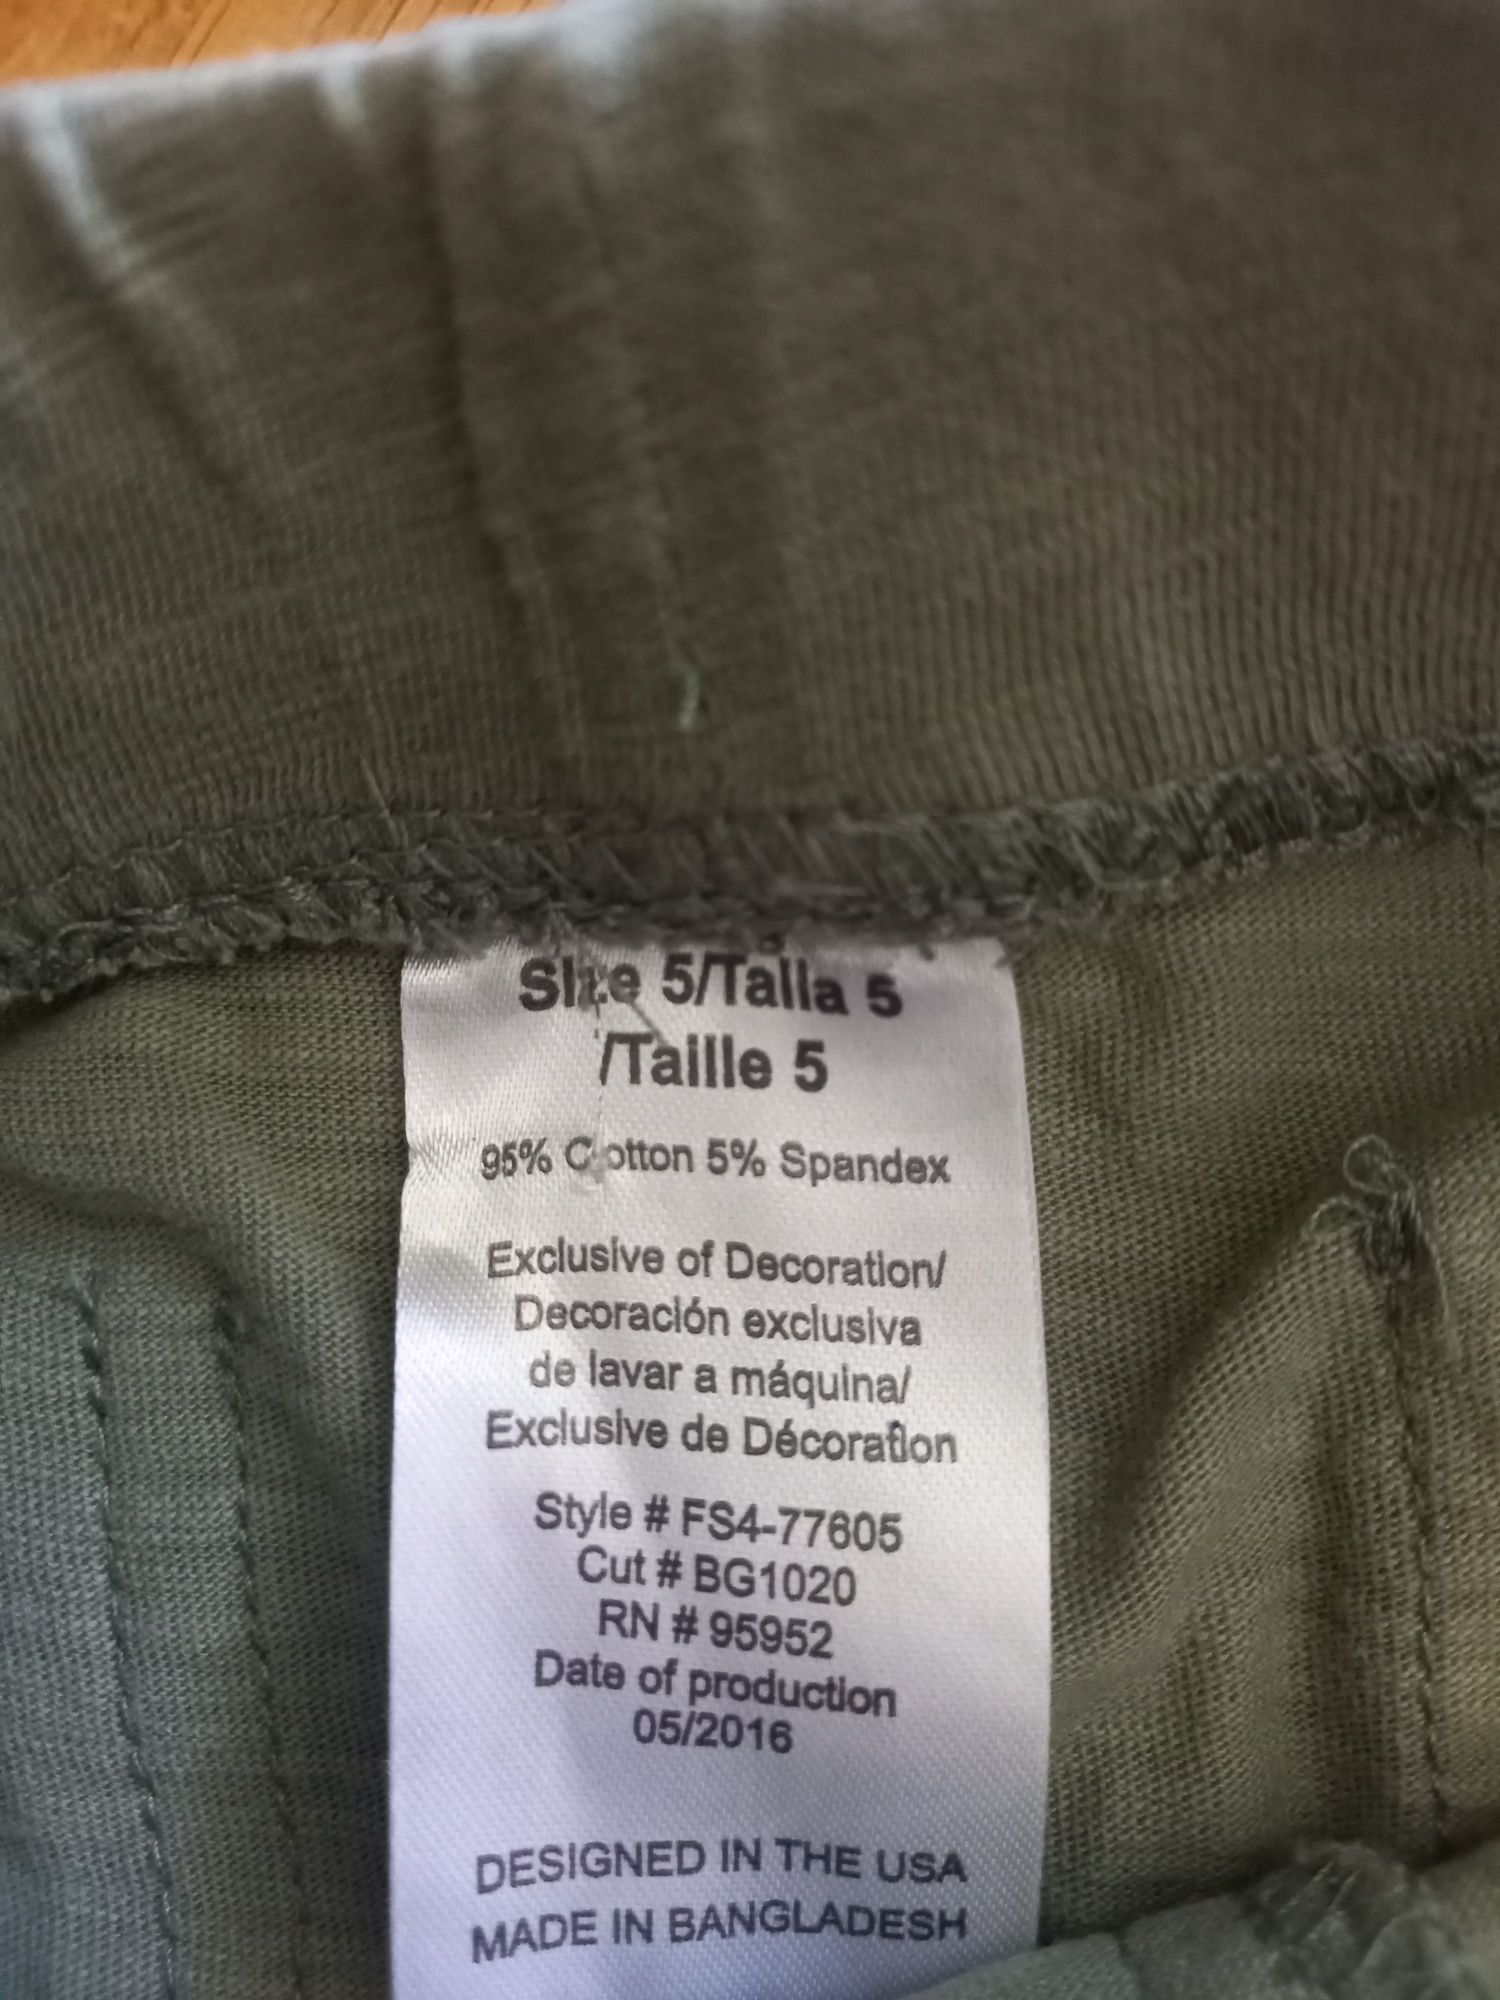 Size 5/Talla 5
/Taille 5
95% Cotton 5% Spandex
Exclusive of Decoration/
Decoración exclusiva
de lavar a máquina/
Exclusive de Décoration
Style # FS4-77605
Cut # BG1020
RN # 95952
Date of production
05/2016
DESIGNED IN THE USA
MADE IN BANGLADESH